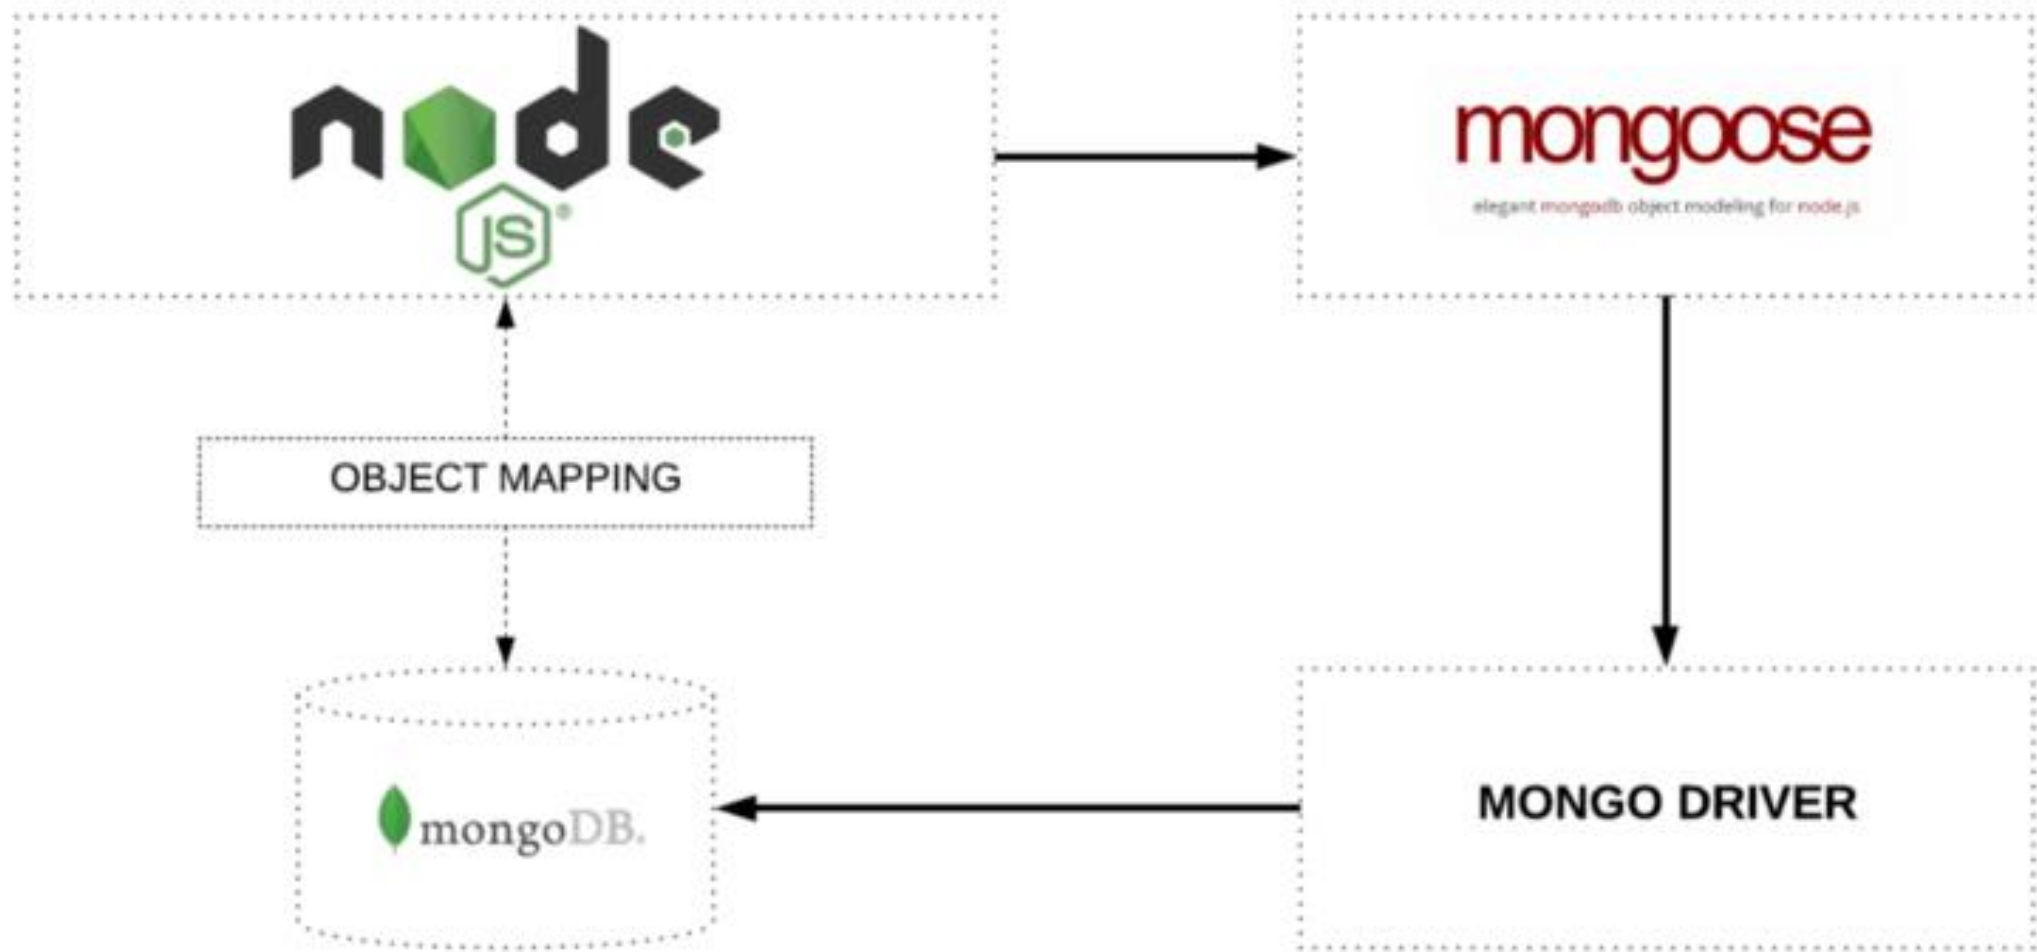 node
JS®
mongoose
elegant mongodb object modeling for node.js
OBJECT MAPPING
mongoDB.
MONGO DRIVER